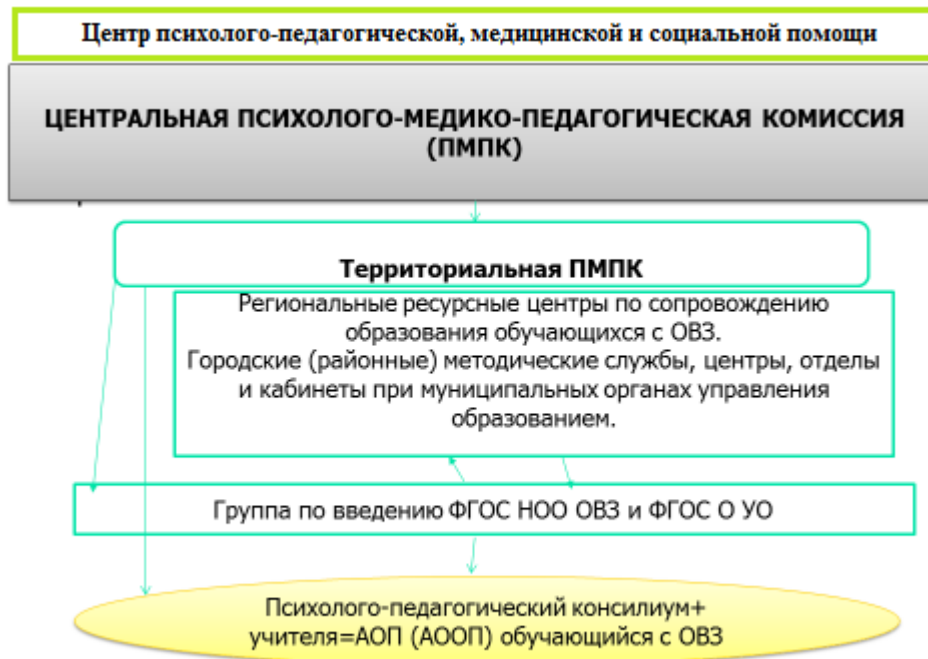 Центр психолого-педагогической, медицинской и социальной помощи
ЦЕНТРАЛЬНАЯ ПСИХОЛОГО-МЕДИКО-ПЕДАГОГИЧЕСКАЯ КОМИССИЯ
(ПМПК)
Территориальная ПМПК
Региональные ресурсные центры по сопровождению
образования обучающихся с ОВЗ.
Городские (районные) методические службы, центры, отделы
и кабинеты при муниципальных органах управления
образованием.
Группа по введению ФГОС НОО ОВЗ и ФГОС О УО
Психолого-педагогический консилиум+
учителя=АОП (АООП) обучающийся с ОВЗ